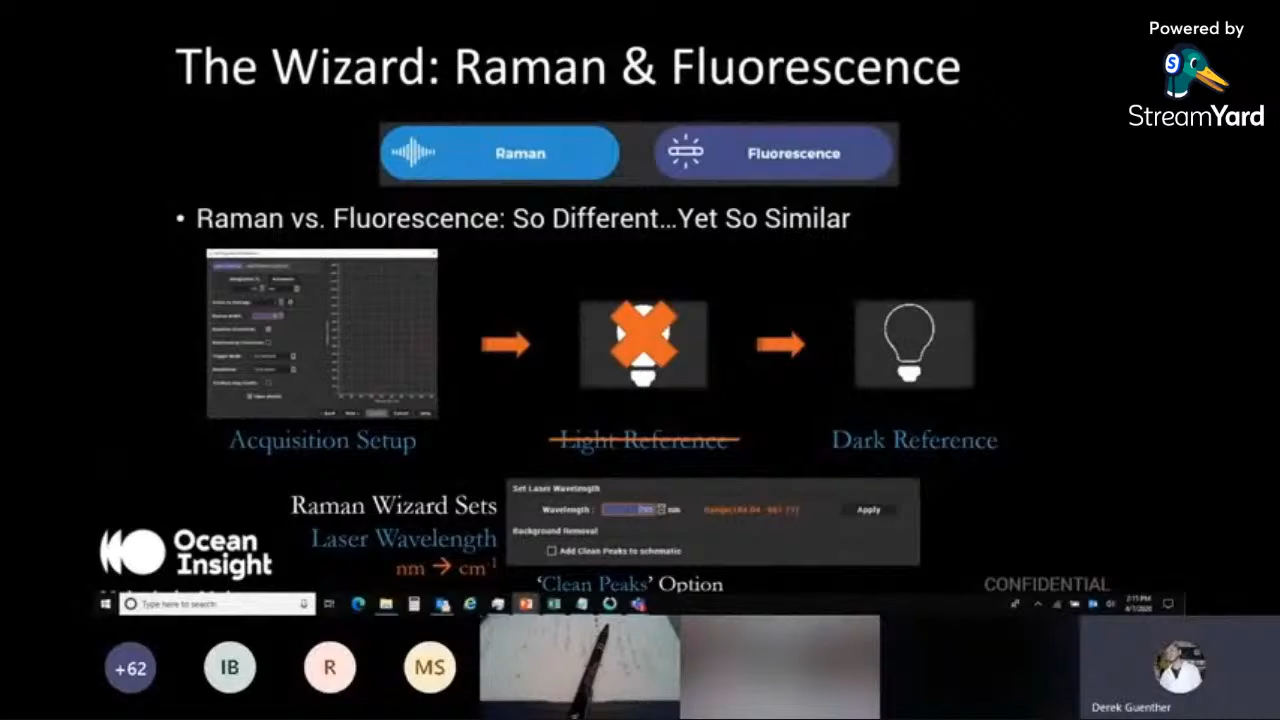 The Wizard: Raman & Fluorescence
Powered by
StreamYard
Raman
Fluorescence
• Raman vs. Fluorescence: So Different...Yet So Similar
Acquisition Setup
Light Reference
Dark Reference
Raman Wizard Sets
Laser Wavelength
nm → cm⁻¹
Set Laser Wavelength
Wavelength :
nm
Apply
Background Removal
Add Clean Peaks to schematic
'Clean Peaks' Option
Ocean
Insight
CONFIDENTIAL
Type here to search
2:15 PM
+62
IB
R
MS
Derek Guenther